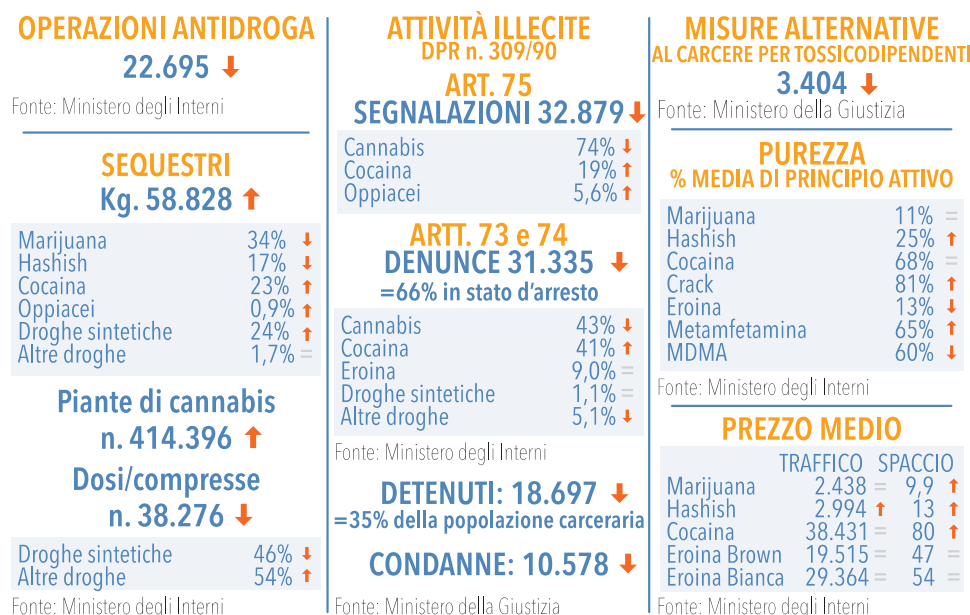 OPERAZIONI ANTIDROGA
22.695 ⬇
Fonte: Ministero degli Interni
SEQUESTRI
Kg. 58.828 ⬆
Marijuana 34% ⬇
Hashish 17% ⬇
Cocaina 23% ⬆
Oppiacei 0,9% ⬆
Droghe sintetiche 24% ⬆
Altre droghe 1,7% =
Piante di cannabis
n. 414.396 ⬆
Dosi/compresse
n. 38.276 ⬇
Droghe sintetiche 46% ⬇
Altre droghe 54% ⬆
Fonte: Ministero degli Interni
ATTIVITÀ ILLECITE
DPR n. 309/90
ART. 75
SEGNALAZIONI 32.879 ⬇
Cannabis 74% ⬇
Cocaina 19% ⬆
Oppiacei 5,6% ⬆
ARTT. 73 e 74
DENUNCE 31.335 ⬇
=66% in stato d'arresto
Cannabis 43% ⬇
Cocaina 41% ⬆
Eroina 9,0% =
Droghe sintetiche 1,1% =
Altre droghe 5,1% ⬇
Fonte: Ministero degli Interni
DETENUTI: 18.697 ⬇
=35% della popolazione carceraria
CONDANNE: 10.578 ⬇
Fonte: Ministero della Giustizia
MISURE ALTERNATIVE
AL CARCERE PER TOSSICODIPENDENTI
3.404 ⬇
Fonte: Ministero della Giustizia
PUREZZA
% MEDIA DI PRINCIPIO ATTIVO
Marijuana 11% =
Hashish 25% ⬆
Cocaina 68% =
Crack 81% ⬆
Eroina 13% ⬇
Metamfetamina 65% ⬆
MDMA 60% ⬇
Fonte: Ministero degli Interni
PREZZO MEDIO
TRAFFICO SPACCIO
Marijuana 2.438 = 9,9 ⬆
Hashish 2.994 ⬆ 13 ⬆
Cocaina 38.431 = 80 ⬆
Eroina Brown 19.515 = 47 =
Eroina Bianca 29.364 = 54 =
Fonte: Ministero degli Interni